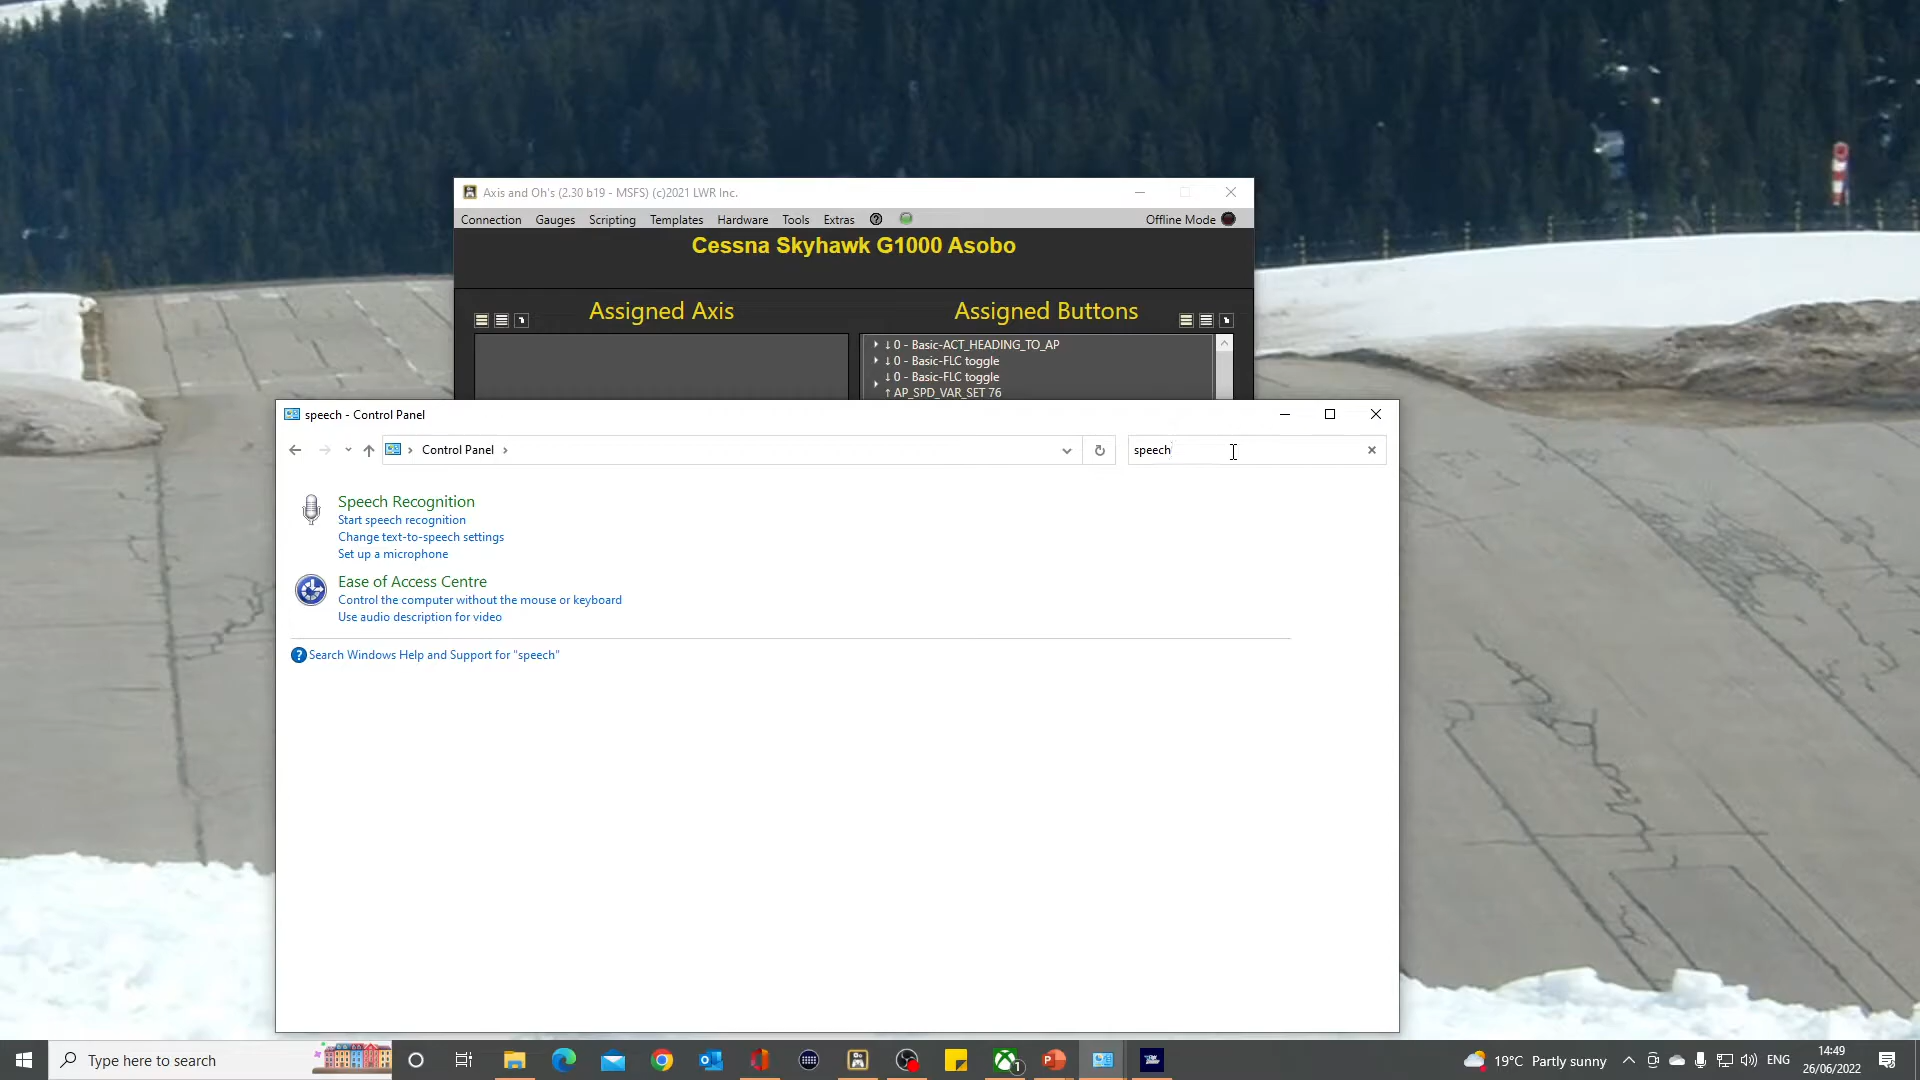 Axis and Oh's (2.30 b19 - MSFS) (c)2021 LWR Inc.
Connection Gauges Scripting Templates Hardware Tools Extras Offline Mode
Cessna Skyhawk G1000 Asobo
Assigned Axis
Assigned Buttons
↓0 - Basic-ACT_HEADING_TO_AP
↓0 - Basic-FLC toggle
↓0 - Basic-FLC toggle
↑AP_SPD_VAR_SET 76
speech - Control Panel
Control Panel
speech
Speech Recognition
Start speech recognition
Change text-to-speech settings
Set up a microphone
Ease of Access Centre
Control the computer without the mouse or keyboard
Use audio description for video
Search Windows Help and Support for "speech"
Type here to search
1
19°C Partly sunny
ENG
14:49
26/06/2022